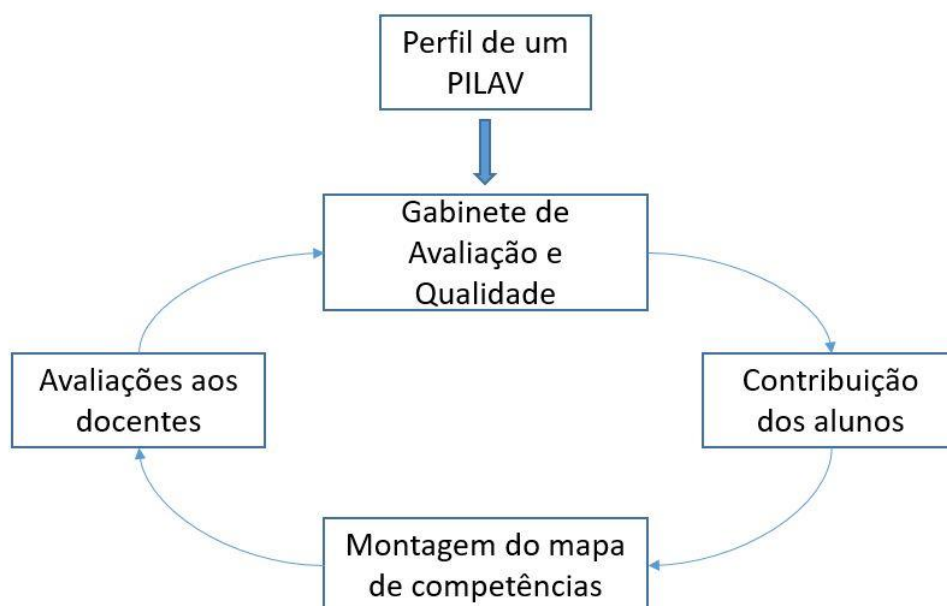 Perfil de um
PILAV
Gabinete de
Avaliação e
Qualidade
Avaliações aos
docentes
Contribuição
dos alunos
Montagem do mapa
de competências